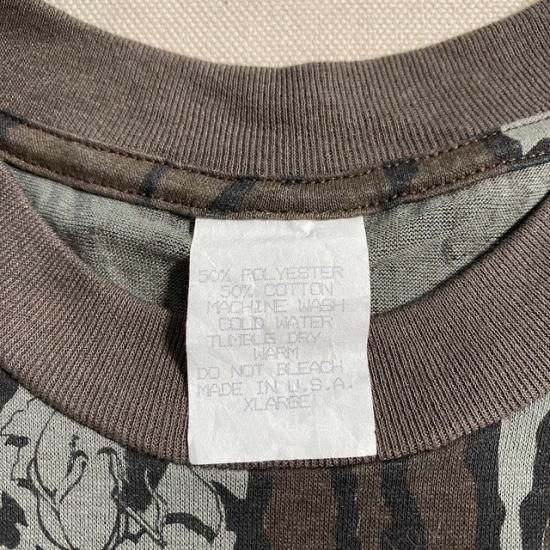 50% POLYESTER
50% COTTON
MACHINE WASH
COLD WATER
TUMBLE DRY
WARM
DO NOT BLEACH
MADE IN U.S.A.
XLARGE